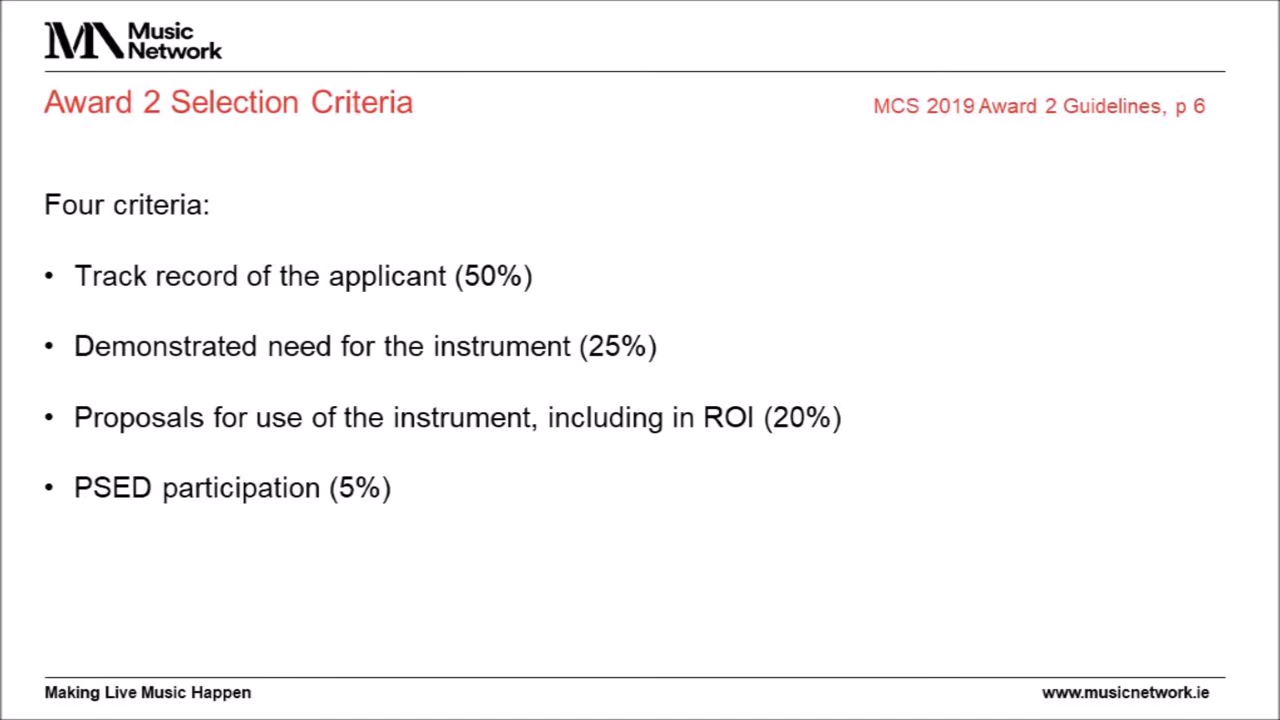 Music
Network
Award 2 Selection Criteria
MCS 2019 Award 2 Guidelines, p 6
Four criteria:
• Track record of the applicant (50%)
• Demonstrated need for the instrument (25%)
• Proposals for use of the instrument, including in ROI (20%)
• PSED participation (5%)
Making Live Music Happen
www.musicnetwork.ie